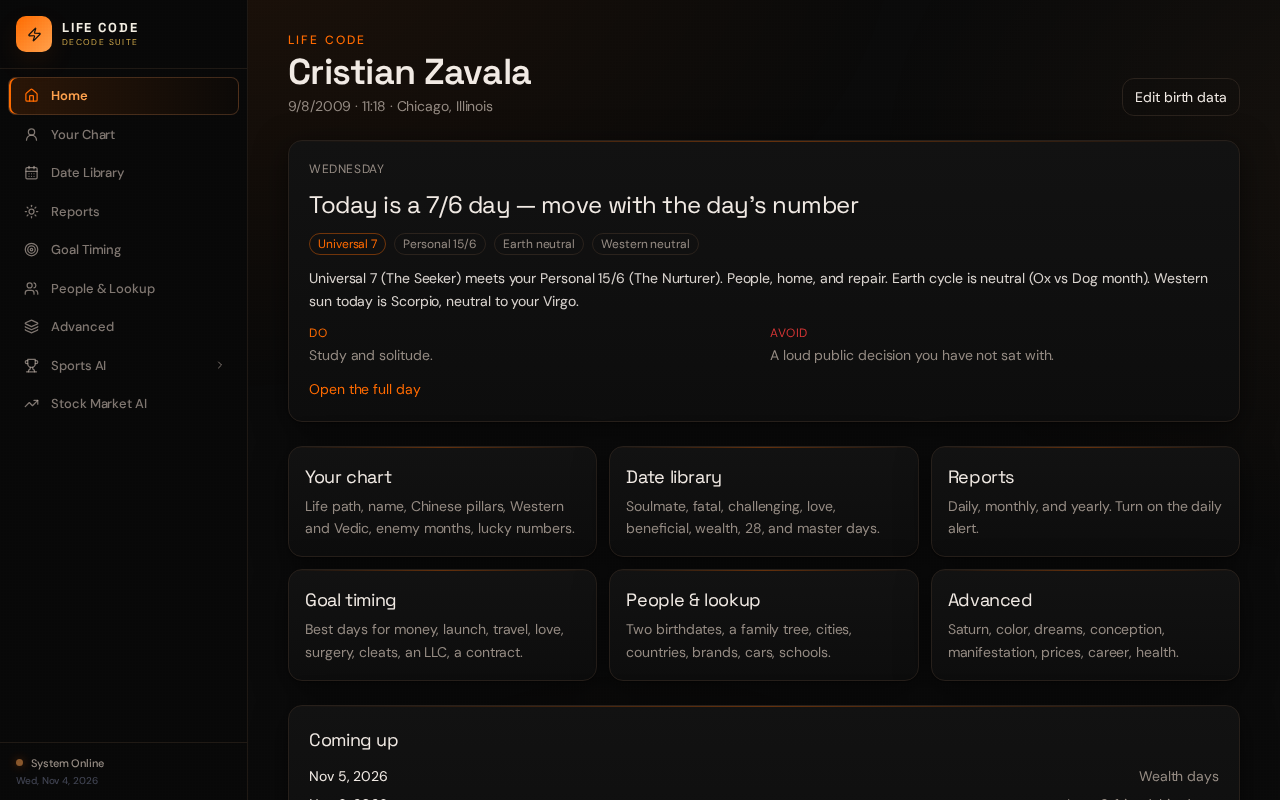 LIFE CODE
DECODE SUITE
Home
Your Chart
Date Library
Reports
Goal Timing
People & Lookup
Advanced
Sports AI
Stock Market AI
System Online
Wed, Nov 4, 2026
LIFE CODE
Cristian Zavala
9/8/2009 · 11:18 · Chicago, Illinois
Edit birth data
WEDNESDAY
Today is a 7/6 day — move with the day's number
Universal 7
Personal 15/6
Earth neutral
Western neutral
Universal 7 (The Seeker) meets your Personal 15/6 (The Nurturer). People, home, and repair. Earth cycle is neutral (Ox vs Dog month). Western
sun today is Scorpio, neutral to your Virgo.
DO
Study and solitude.
AVOID
A loud public decision you have not sat with.
Open the full day
Your chart
Life path, name, Chinese pillars, Western
and Vedic, enemy months, lucky numbers.
Date library
Soulmate, fatal, challenging, love,
beneficial, wealth, 28, and master days.
Reports
Daily, monthly, and yearly. Turn on the daily
alert.
Goal timing
Best days for money, launch, travel, love,
surgery, cleats, an LLC, a contract.
People & lookup
Two birthdates, a family tree, cities,
countries, brands, cars, schools.
Advanced
Saturn, color, dreams, conception,
manifestation, prices, career, health.
Coming up
Nov 5, 2026
Wealth days